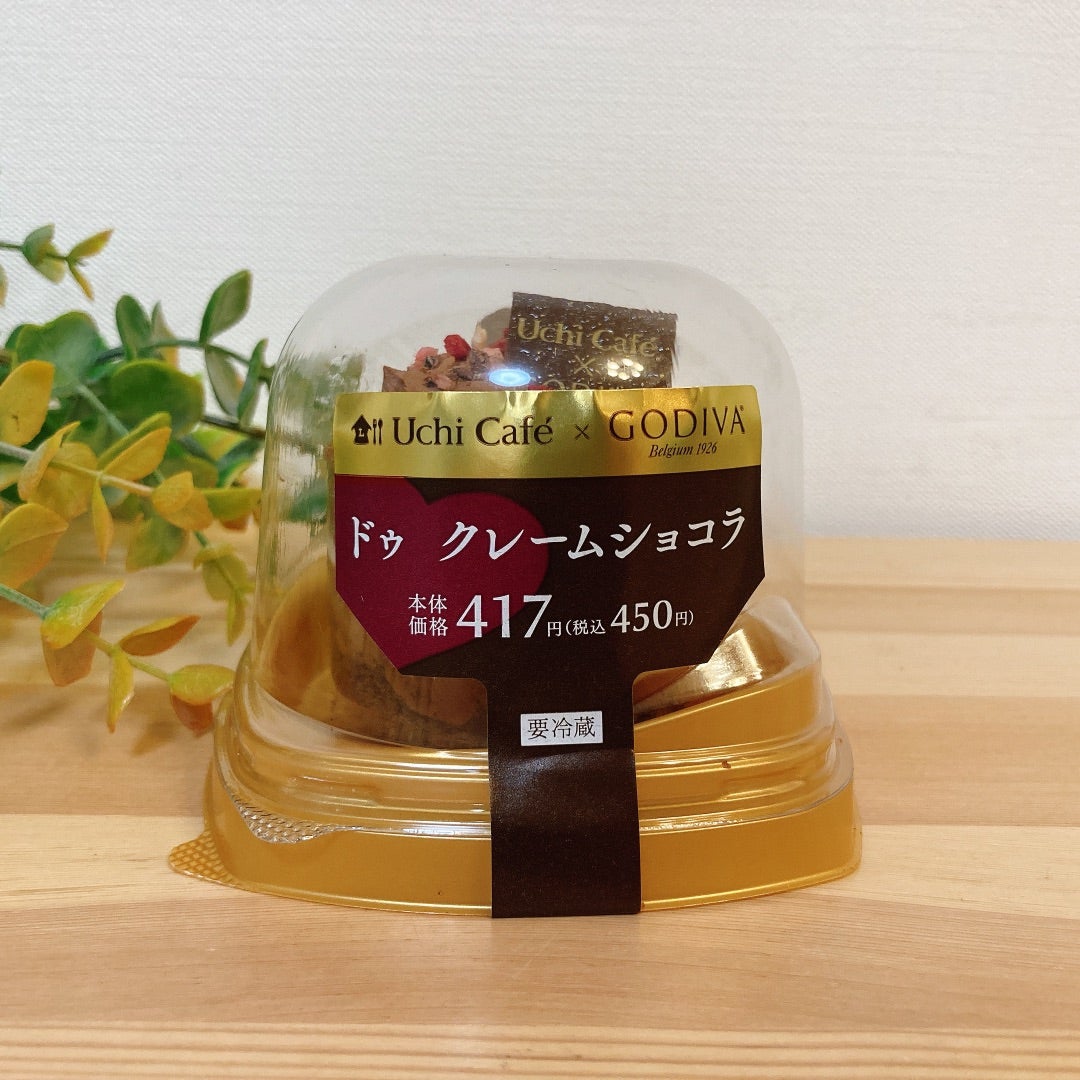 Uchi Café
×
Uchi Café × GODIVA
Belgium 1926
ドゥ クレームショコラ
本体価格 417円(税込 450円)
要冷蔵